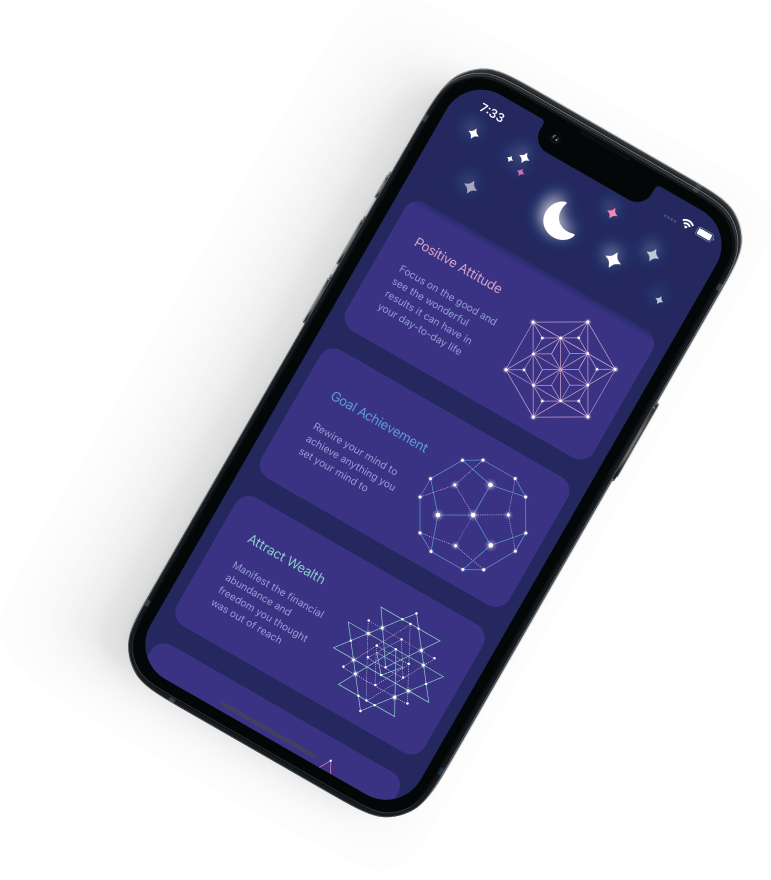 7:33
Positive Attitude
Focus on the good and
see the wonderful
results it can have in
your day-to-day life
Goal Achievement
Rewire your mind to
achieve anything you
set your mind to
Attract Wealth
Manifest the financial
abundance and
freedom you thought
was out of reach